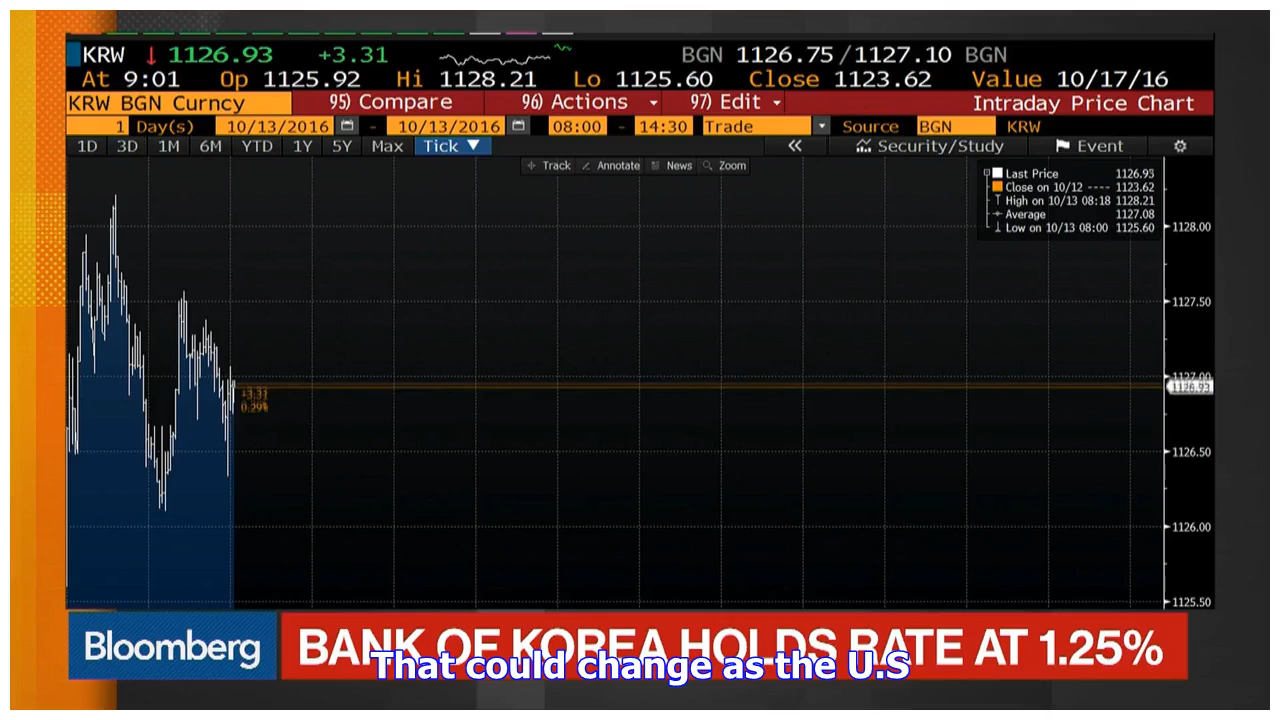 KRW ↓ 1126.93 +3.31 BGN 1126.75/1127.10 BGN
At 9:01 Op 1125.92 Hi 1128.21 Lo 1125.60 Close 1123.62 Value 10/17/16
KRW BGN Curncy 95) Compare 96) Actions 97) Edit Intraday Price Chart
1 Day(s) 10/13/2016 - 10/13/2016 08:00 - 14:30 Trade Source BGN KRW
1D 3D 1M 6M YTD 1Y 5Y Max Tick ▼ « Security/Study Event
Track Annotate News Zoom
Last Price 1126.93
Close on 10/12 ---- 1123.62
High on 10/13 08:18 1128.21
Average 1127.08
Low on 10/13 08:00 1125.60
1128.00
1127.50
1127.00
1126.93
+3.31
0.29%
1126.50
1126.00
1125.50
Bloomberg BANK OF KOREA HOLDS RATE AT 1.25%
That could change as the U.S